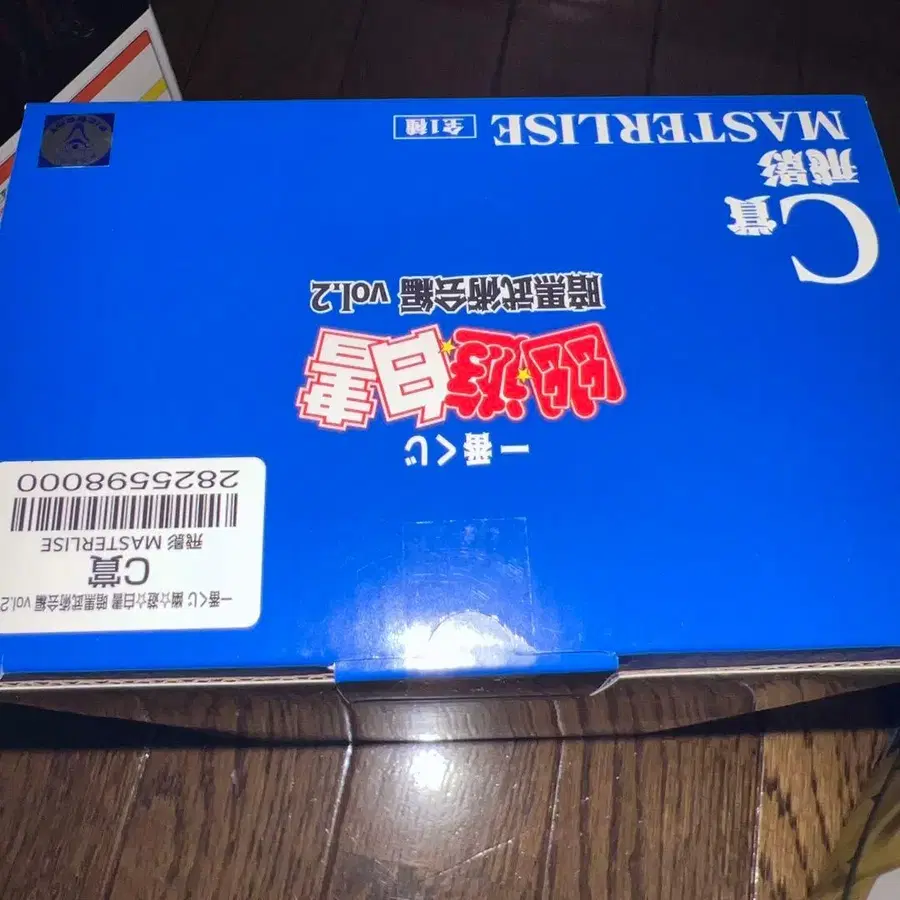 一番くじ
幽☆遊☆白書
暗黒武術会編 vol.2
C賞
飛影
MASTERLISE
全1種
一番くじ 幽☆遊☆白書 暗黒武術会編 vol.2
C賞
飛影 MASTERLISE
2825598000